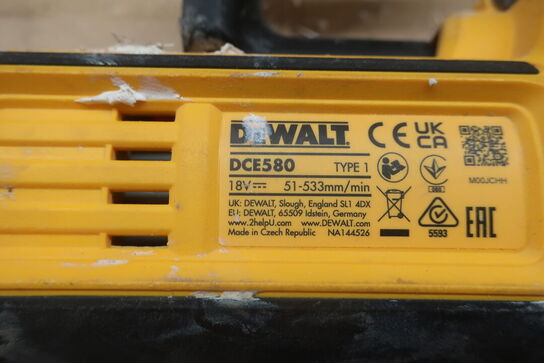 DEWALT
CE UK CA
DCE580 TYPE 1
18V 51-533mm/min
M00JCHH
UK: DEWALT, Slough, England SL1 4DX
EU: DEWALT, 65509 Idstein, Germany
www.2helpU.com www.DEWALT.com
Made in Czech Republic NA144526
5593
EAC